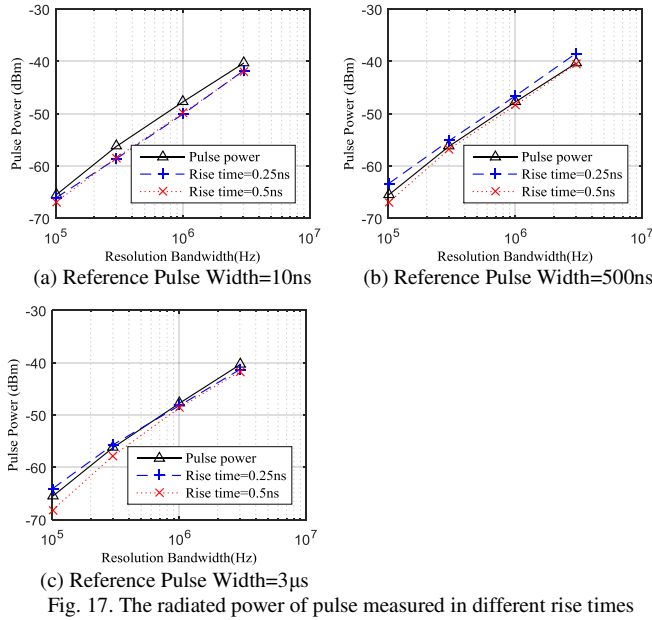 -30
-40
-50
-60
-70
Pulse Power (dBm)
Pulse power
Rise time=0.25ns
Rise time=0.5ns
10^5
10^6
10^7
Resolution Bandwidth(Hz)
(a) Reference Pulse Width=10ns
-30
-40
-50
-60
-70
Pulse Power (dBm)
Pulse power
Rise time=0.25ns
Rise time=0.5ns
10^5
10^6
10^7
Resolution Bandwidth(Hz)
(b) Reference Pulse Width=500ns
-30
-40
-50
-60
-70
Pulse Power (dBm)
Pulse power
Rise time=0.25ns
Rise time=0.5ns
10^5
10^6
10^7
Resolution Bandwidth(Hz)
(c) Reference Pulse Width=3μs
Fig. 17. The radiated power of pulse measured in different rise times